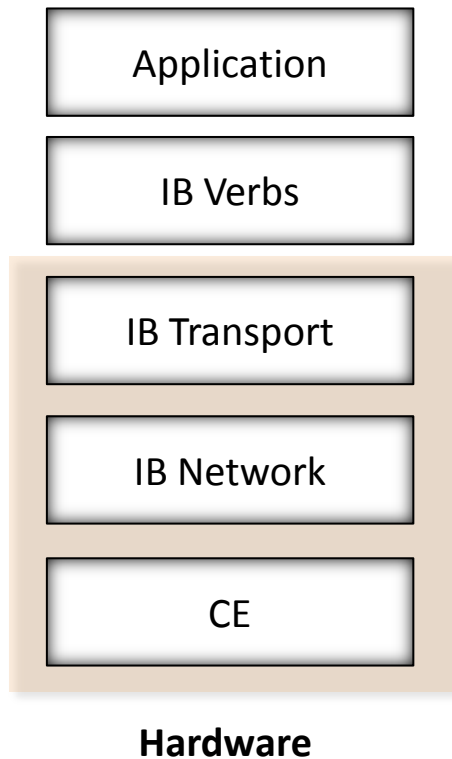 Application
IB Verbs
IB Transport
IB Network
CE
Hardware